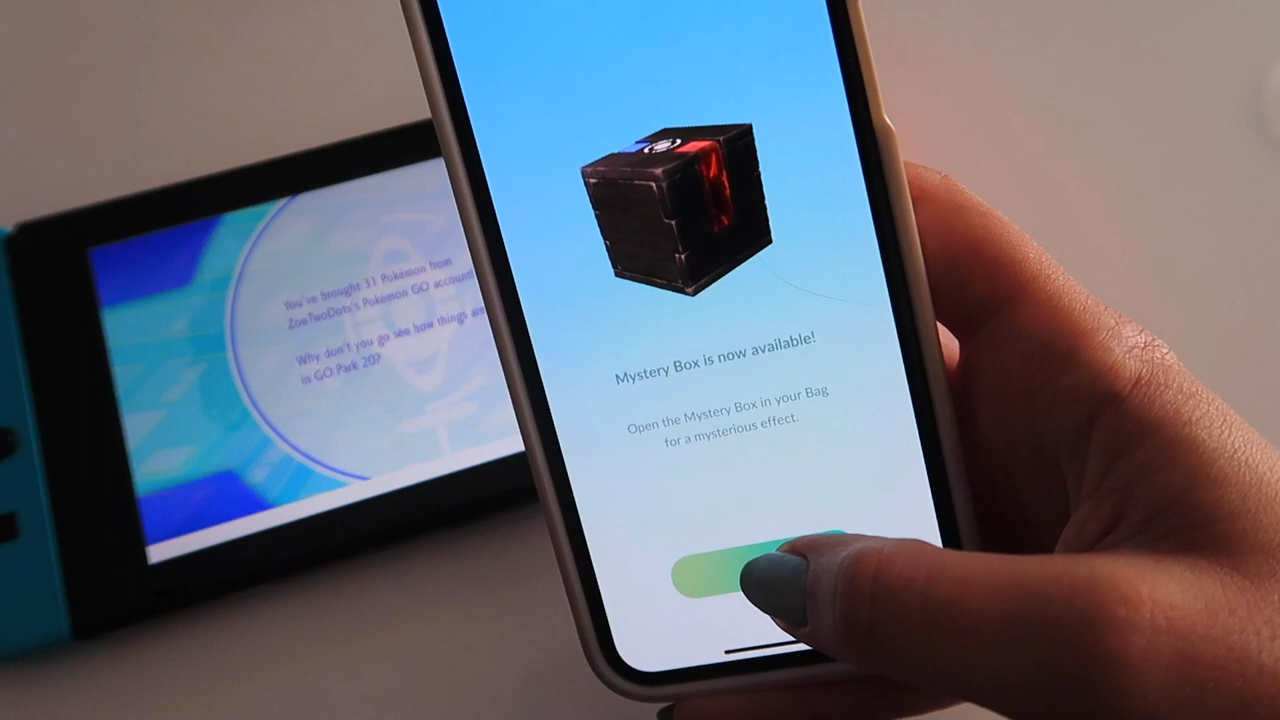 You've brought 31 Pokémon from
ZoeTwoDots's Pokémon GO account!
Why don't you go see how things are
in GO Park 20?
Mystery Box is now available!
Open the Mystery Box in your Bag
for a mysterious effect.